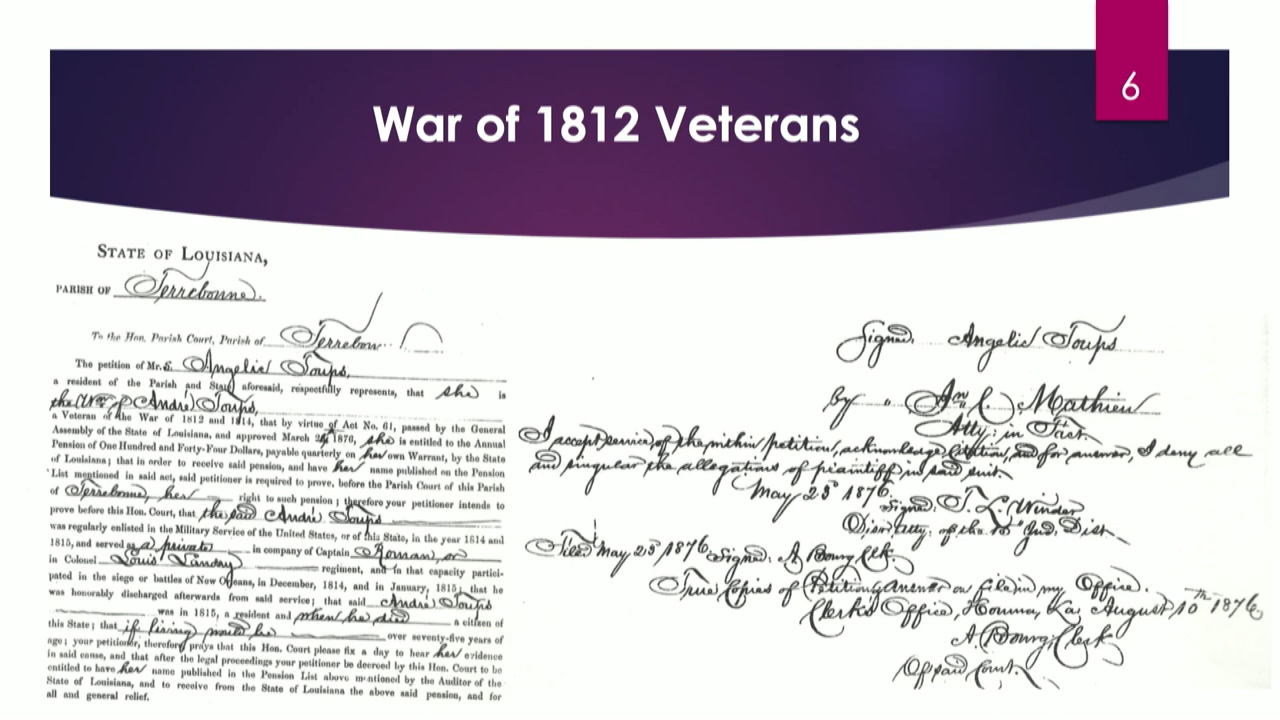 6
War of 1812 Veterans
STATE OF LOUISIANA,
PARISH OF Terrebonne.
To the Hon. Parish Court, Parish of Terrebonne
The petition of Mrs. Angelie Toups,
a resident of the Parish and State aforesaid, respectfully represents, that she is
the of André Toups,
a Veteran of the War of 1812 and 1814, that by virtue of Act No. 61, passed by the General
Assembly of the State of Louisiana, and approved March 1876, she is entitled to the Annual
Pension of One Hundred and Forty-Four Dollars, payable quarterly on her own Warrant, by the State
of Louisiana; that in order to receive said pension, and have her name published on the Pension
List mentioned in said act, said petitioner is required to prove, before the Parish Court of this Parish
of Terrebonne, her right to such pension; therefore your petitioner intends to
prove before this Hon. Court, that the said André Toups
was regularly enlisted in the Military Service of the United States, or of this State, in the year 1814 and
1815, and served as a private in company of Captain Roman, or
in Colonel Louis Landry regiment, and in that capacity partici-
pated in the siege or battles of New Orleans, in December, 1814, and in January, 1815; that he
was honorably discharged afterwards from said service; that said André Toups
was in 1815, a resident and when he died a citizen of
this State; that if living would be over seventy-five years of
age; your petitioner, therefore prays that this Hon. Court please fix a day to hear her evidence
in said cause, and that after the legal proceedings your petitioner be decreed by this Hon. Court to be
entitled to have her name published in the Pension List above mentioned by the Auditor of the
State of Louisiana, and to receive from the State of Louisiana the above said pension, and for
all and general relief.
Signed. Angelie Toups
by " Mathieu
Atty. in Fact.
I accept service of the within petition, acknowledge citation, and for answer, I deny all
and singular the allegations of plaintiff in said suit.
May 23d 1876.
Signed. T. L. Winder
Dist. Atty. of the Jud. Dist.
Filed May 23d 1876. Signed. A. Bourg Clk.
True Copies of Petition & Answer on file in my Office.
Clerk's Office, Houma, La. August 10th 1876.
A. Bourg, Clerk
Of said Court.